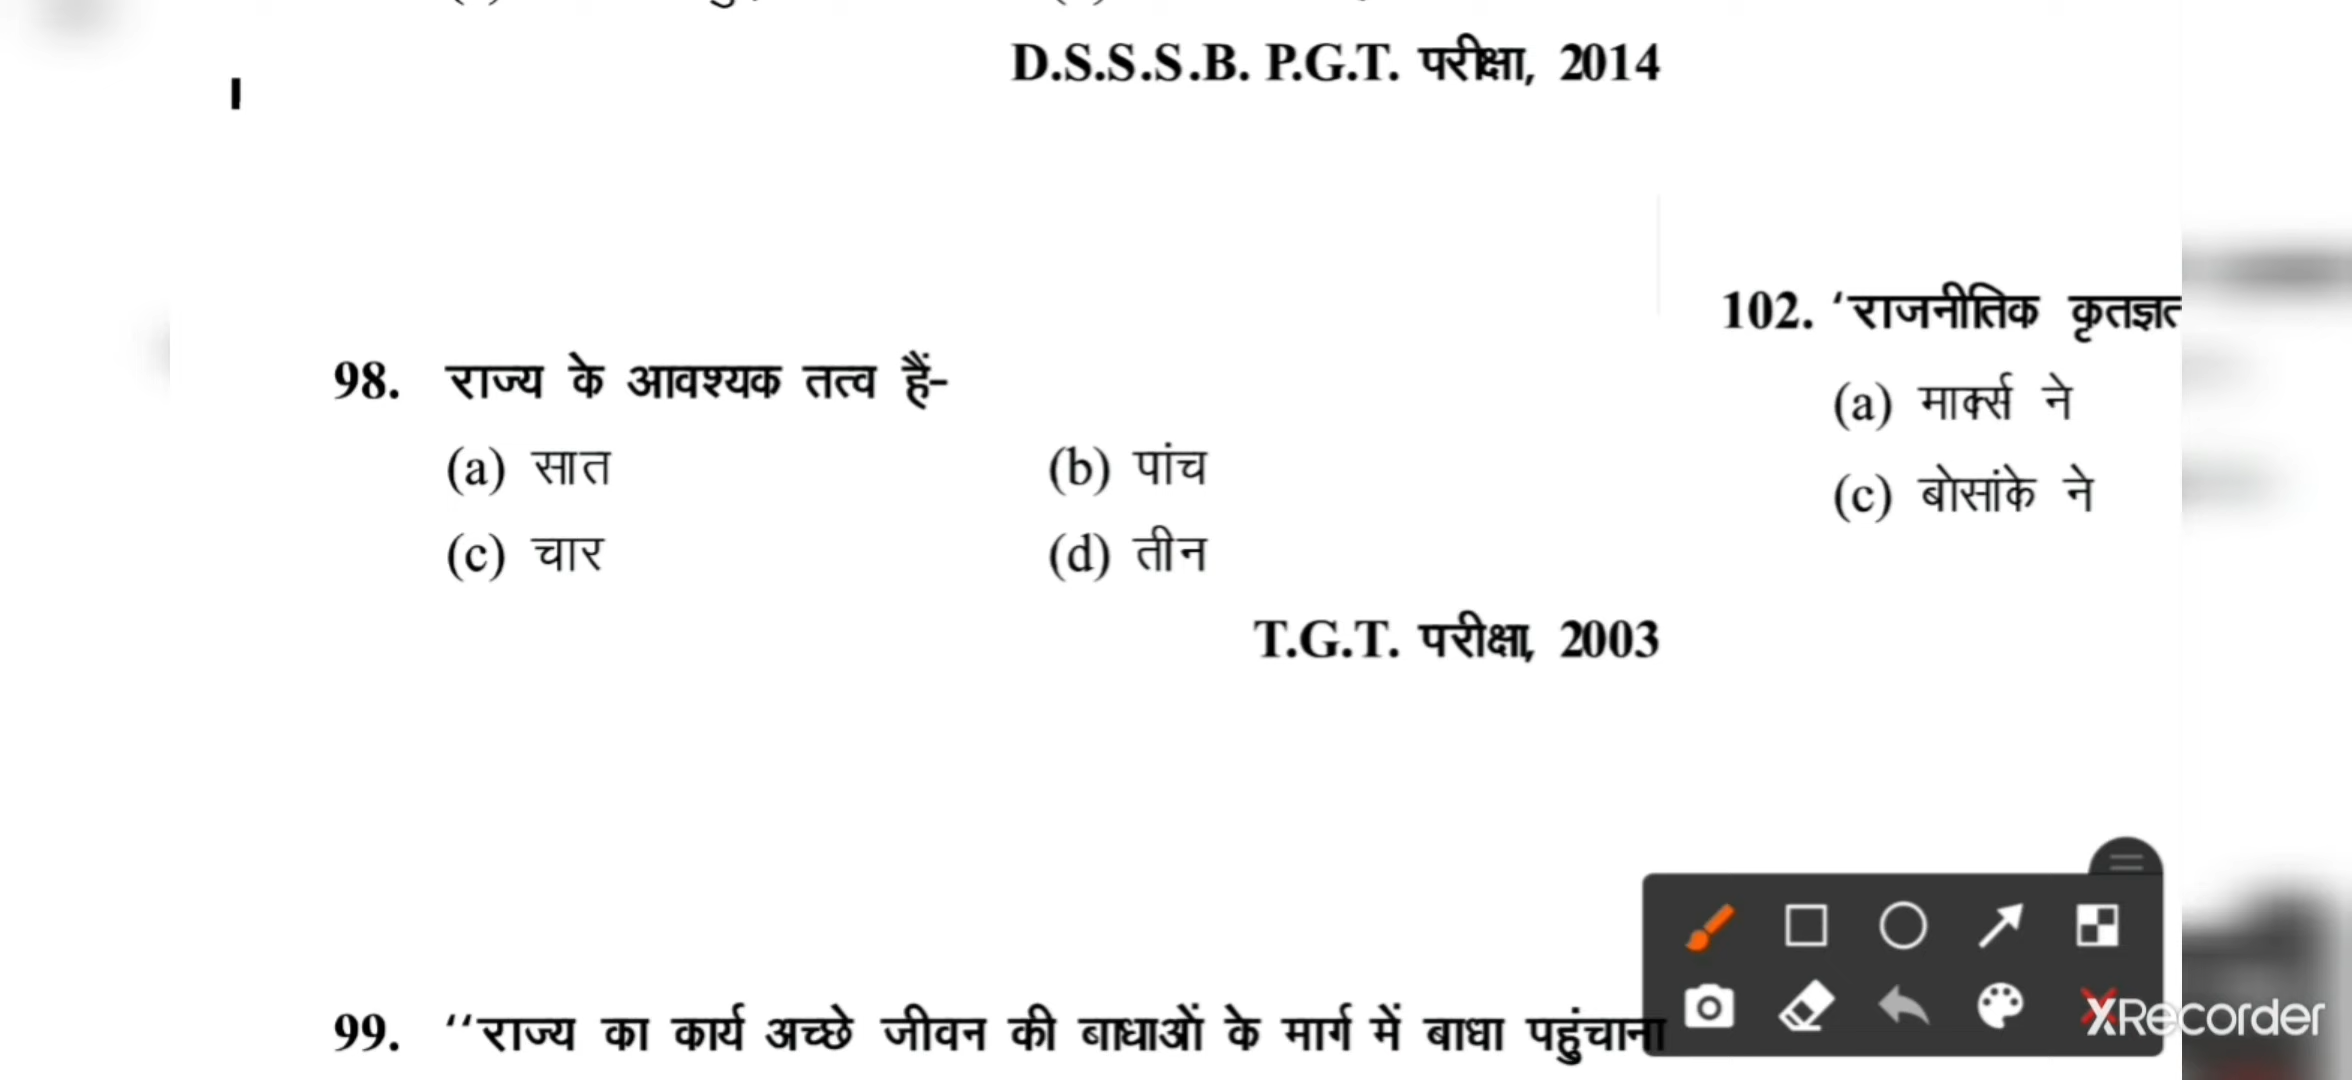 D.S.S.S.B. P.G.T. परीक्षा, 2014
98. राज्य के आवश्यक तत्व हैं-
(a) सात (b) पांच
(c) चार (d) तीन
T.G.T. परीक्षा, 2003
99. ‘‘राज्य का कार्य अच्छे जीवन की बाधाओं के मार्ग में बाधा पहुंचाना
102. ‘राजनीतिक
(a) मार्क्स ने
(c) बोसांके ने
XRecorder